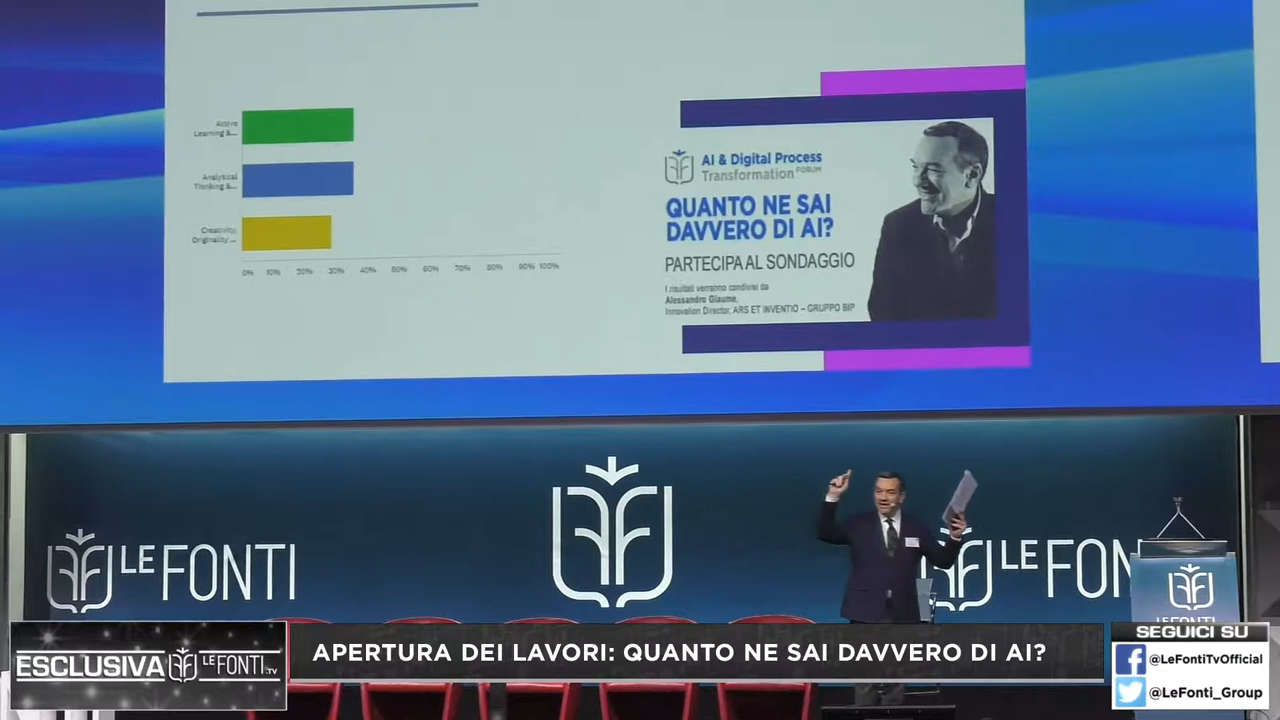 Active
Learning &...
Analytical
Thinking &...
Creativity,
Originality ...
0% 10% 20% 30% 40% 50% 60% 70% 80% 90% 100%
AI & Digital Process
Transformation FORUM
QUANTO NE SAI
DAVVERO DI AI?
PARTECIPA AL SONDAGGIO
I risultati verranno condivisi da
Alessandro Giaume,
Innovation Director, ARS ET INVENTIO – GRUPPO BIP
LE FONTI
LE FON
LE FONTI
ESCLUSIVA LE FONTI.TV
APERTURA DEI LAVORI: QUANTO NE SAI DAVVERO DI AI?
SEGUICI SU
@LeFontiTvOfficial
@LeFonti_Group